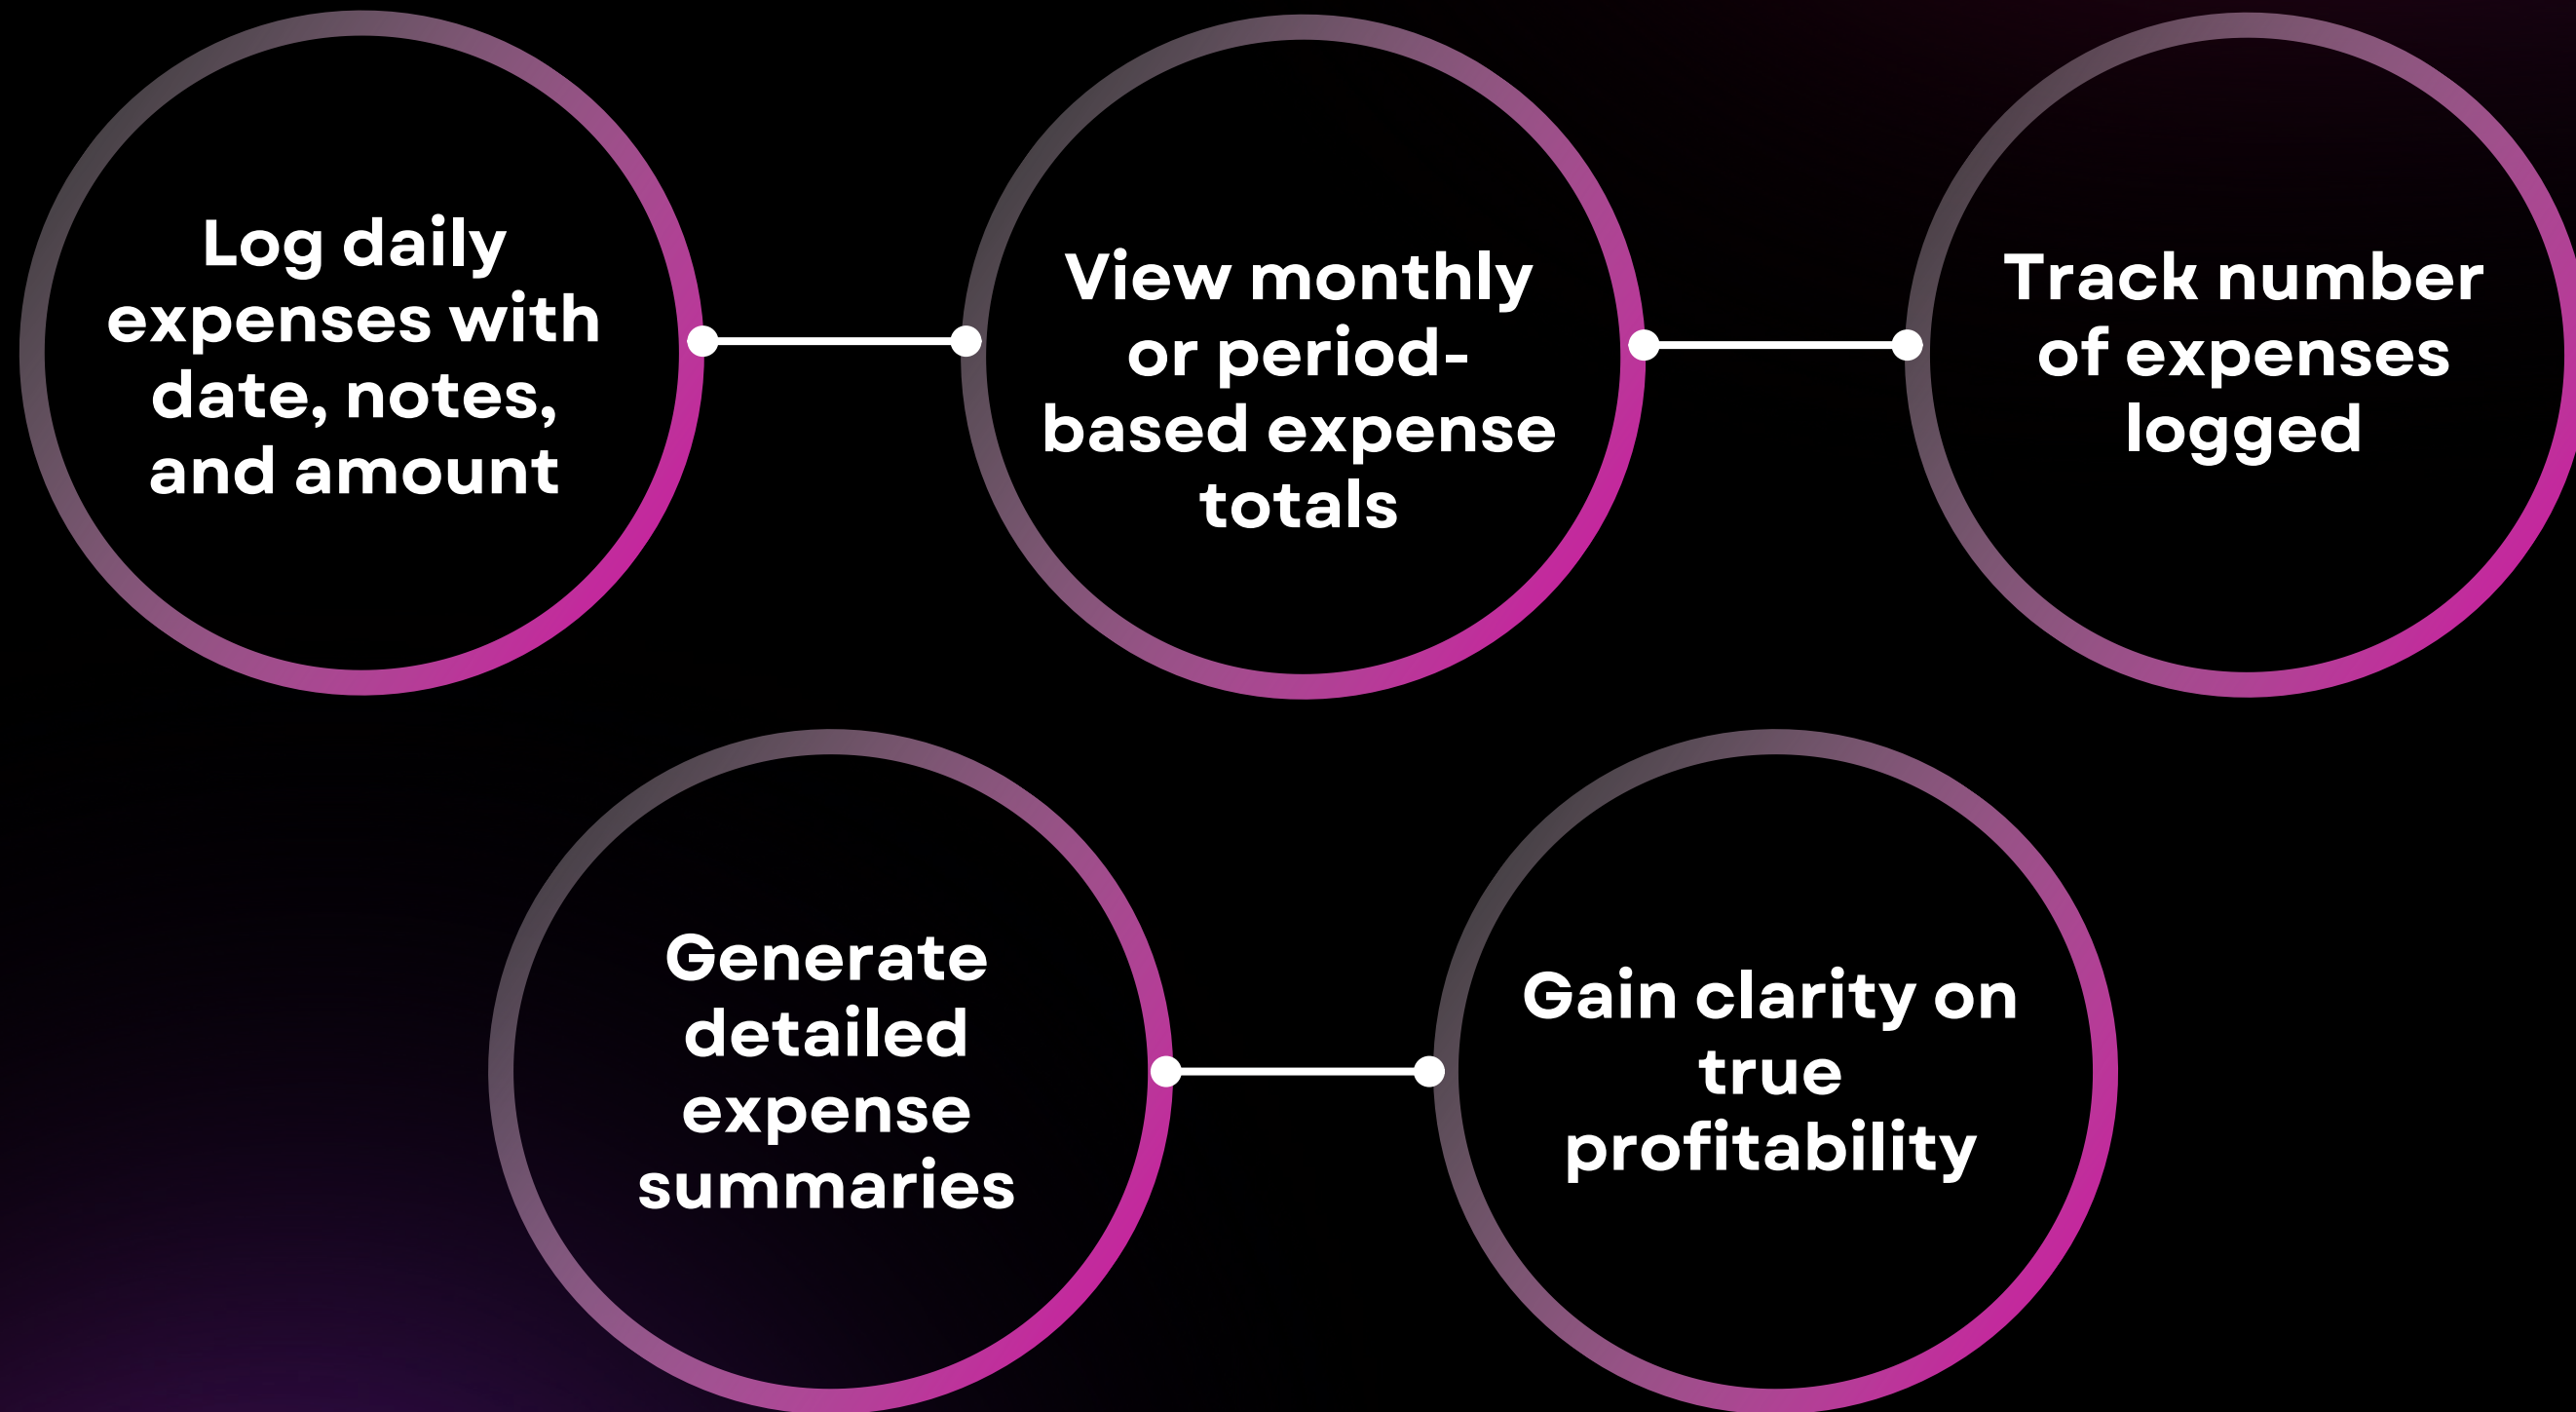 Log daily
expenses with
date, notes,
and amount
View monthly
or period-
based expense
totals
Track number
of expenses
logged
Generate
detailed
expense
summaries
Gain clarity on
true
profitability